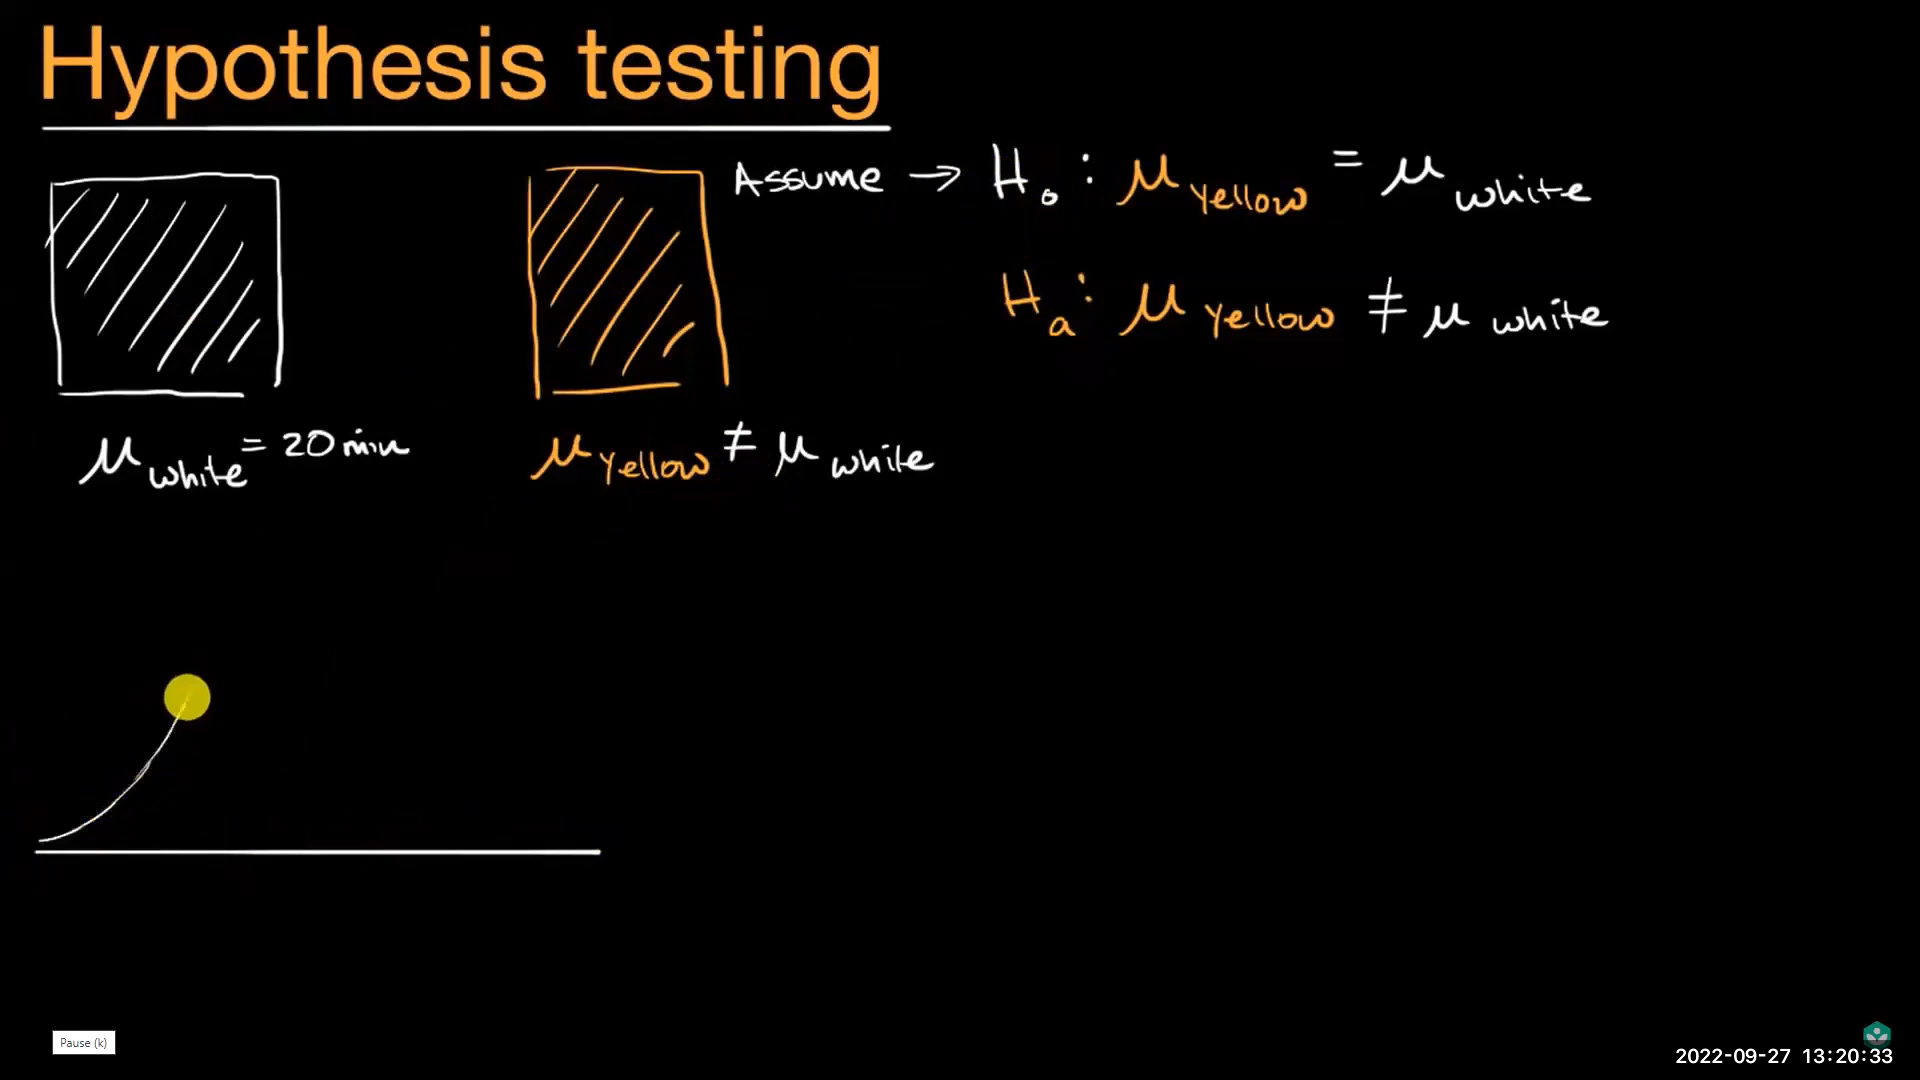 Hypothesis testing
Assume → H₀: μ yellow = μ white
Hₐ: μ yellow ≠ μ white
μ white = 20 min
μ yellow ≠ μ white
Pause (k)
2022-09-27 13:20:33